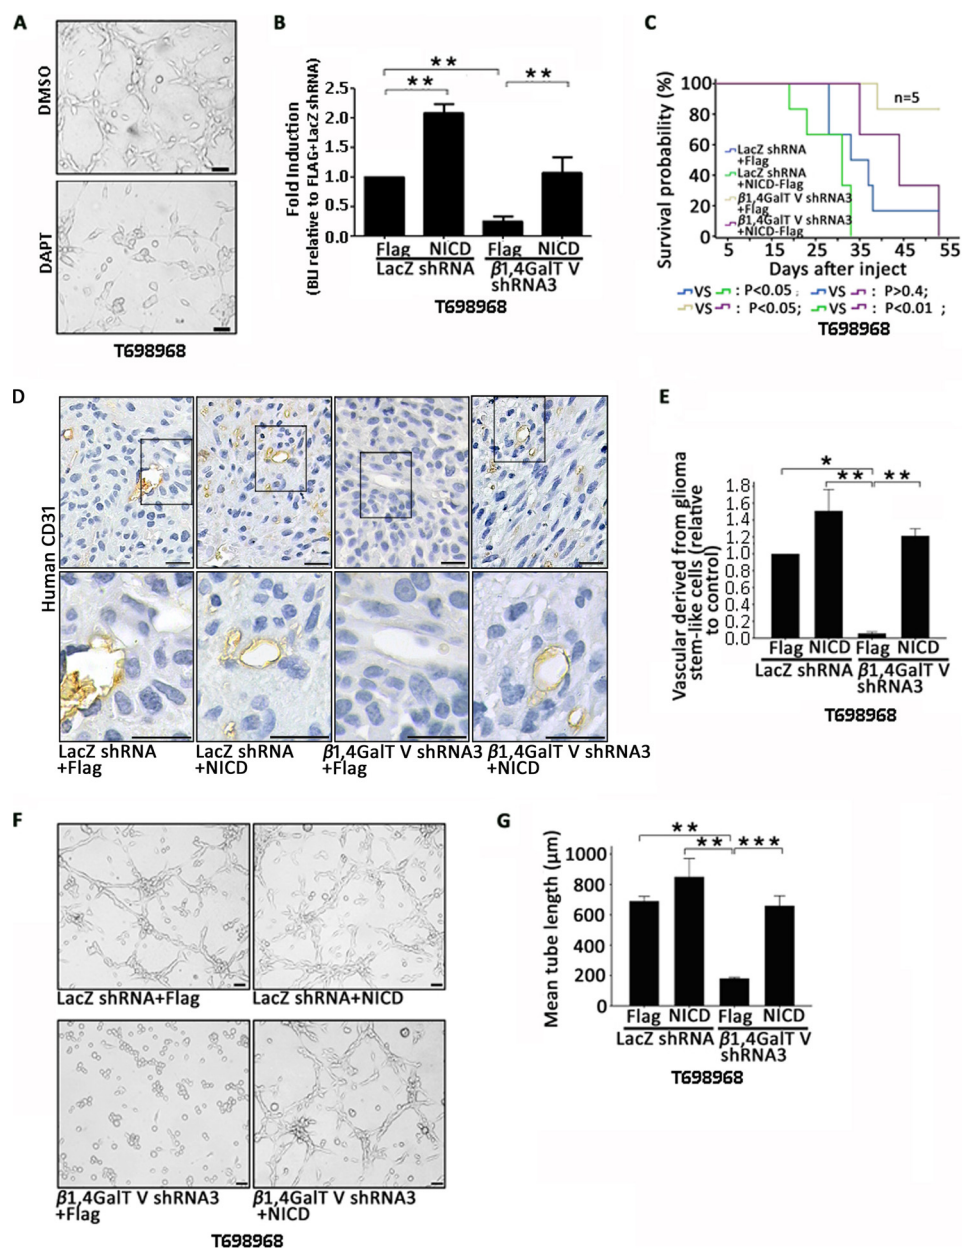 A
DMSO
DAPT
T698968
B
Fold Induction
(BLI relative to FLAG+LacZ shRNA)
2.5
2.0
1.5
1.0
0.5
0.0
**
**
**
Flag NICD Flag NICD
LacZ shRNA β1,4GalT V
shRNA3
T698968
C
Survival probability (%)
100
80
60
40
20
0
n=5
LacZ shRNA
+Flag
LacZ shRNA
+NICD-Flag
β1,4GalT V shRNA3
+Flag
β1,4GalT V shRNA3
+NICD-Flag
5 15 25 35 45 55
Days after inject
VS : P<0.05 ; VS : P>0.4;
VS : P<0.05; VS : P<0.01 ;
T698968
D
Human CD31
LacZ shRNA
+Flag
LacZ shRNA
+NICD
β1,4GalT V shRNA3
+Flag
β1,4GalT V shRNA3
+NICD
E
Vascular derived from glioma
stem-like cells (relative
to control)
1.8
1.6
1.4
1.2
1.0
0.8
0.6
0.4
0.2
0.0
*
** **
Flag NICD Flag NICD
LacZ shRNA β1,4GalT V
shRNA3
T698968
F
LacZ shRNA+Flag
LacZ shRNA+NICD
β1,4GalT V shRNA3
+Flag
β1,4GalT V shRNA3
+NICD
T698968
G
Mean tube length (μm)
1000
800
600
400
200
0
**
** ***
Flag NICD Flag NICD
LacZ shRNA β1,4GalT V
shRNA3
T698968